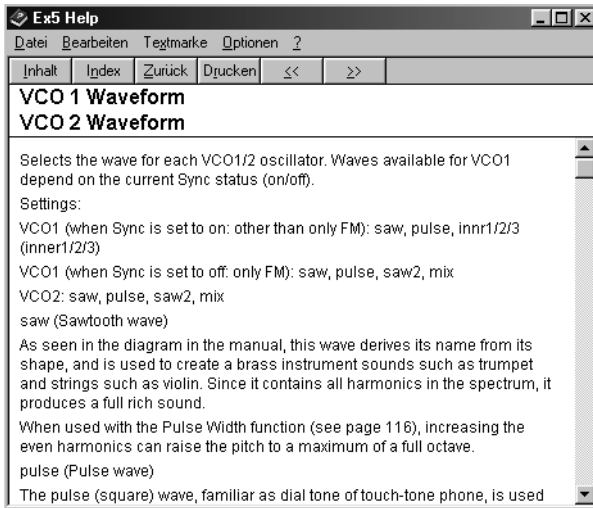 Ex5 Help
Datei Bearbeiten Textmarke Optionen ?
Inhalt Index Zurück Drucken << >>
VCO 1 Waveform
VCO 2 Waveform
Selects the wave for each VCO1/2 oscillator. Waves available for VCO1
depend on the current Sync status (on/off).
Settings:
VCO1 (when Sync is set to on: other than only FM): saw, pulse, innr1/2/3
(inner1/2/3)
VCO1 (when Sync is set to off: only FM): saw, pulse, saw2, mix
VCO2: saw, pulse, saw2, mix
saw (Sawtooth wave)
As seen in the diagram in the manual, this wave derives its name from its
shape, and is used to create a brass instrument sounds such as trumpet
and strings such as violin. Since it contains all harmonics in the spectrum, it
produces a full rich sound.
When used with the Pulse Width function (see page 116), increasing the
even harmonics can raise the pitch to a maximum of a full octave.
pulse (Pulse wave)
The pulse (square) wave, familiar as dial tone of touch-tone phone, is used